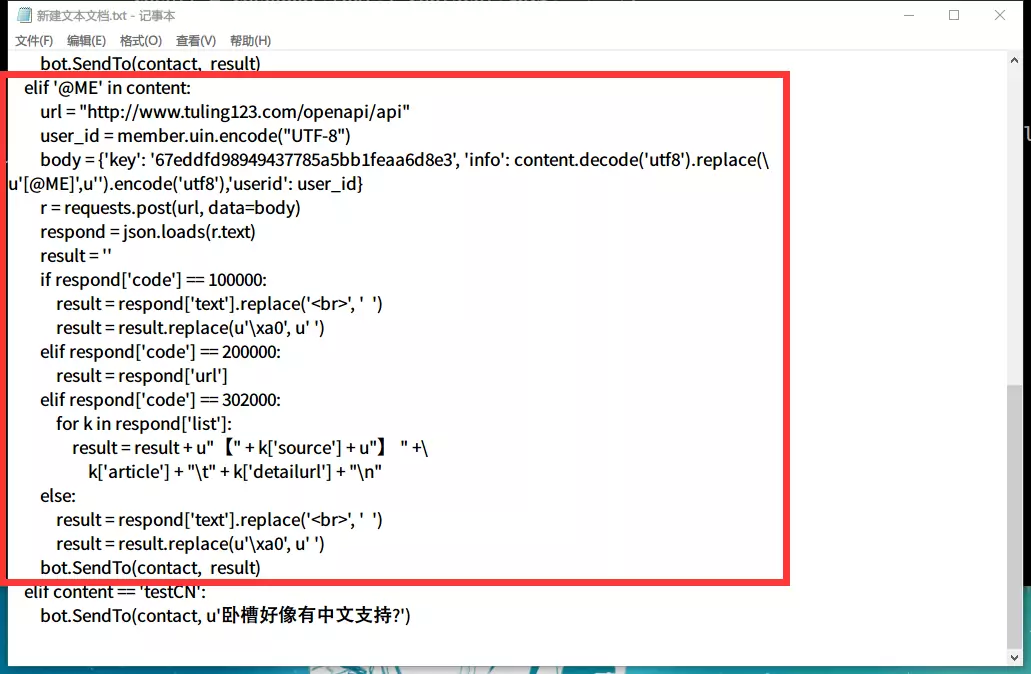 新建文本文档.txt - 记事本
文件(F) 编辑(E) 格式(O) 查看(V) 帮助(H)
bot.SendTo(contact,  result)
elif '@ME' in content:
url = "http://www.tuling123.com/openapi/api"
user_id = member.uin.encode("UTF-8")
body = {'key': '67eddfd98949437785a5bb1feaa6d8e3', 'info': content.decode('utf8').replace(\
u'[@ME]',u'').encode('utf8'),'userid': user_id}
r = requests.post(url, data=body)
respond = json.loads(r.text)
result = ''
if respond['code'] == 100000:
result = respond['text'].replace('<br>', '  ')
result = result.replace(u'\xa0', u' ')
elif respond['code'] == 200000:
result = respond['url']
elif respond['code'] == 302000:
for k in respond['list']:
result = result + u"【" + k['source'] + u"】 " +\
k['article'] + "\t" + k['detailurl'] + "\n"
else:
result = respond['text'].replace('<br>', '  ')
result = result.replace(u'\xa0', u' ')
bot.SendTo(contact,  result)
elif content == 'testCN':
bot.SendTo(contact, u'卧槽好像有中文支持?')